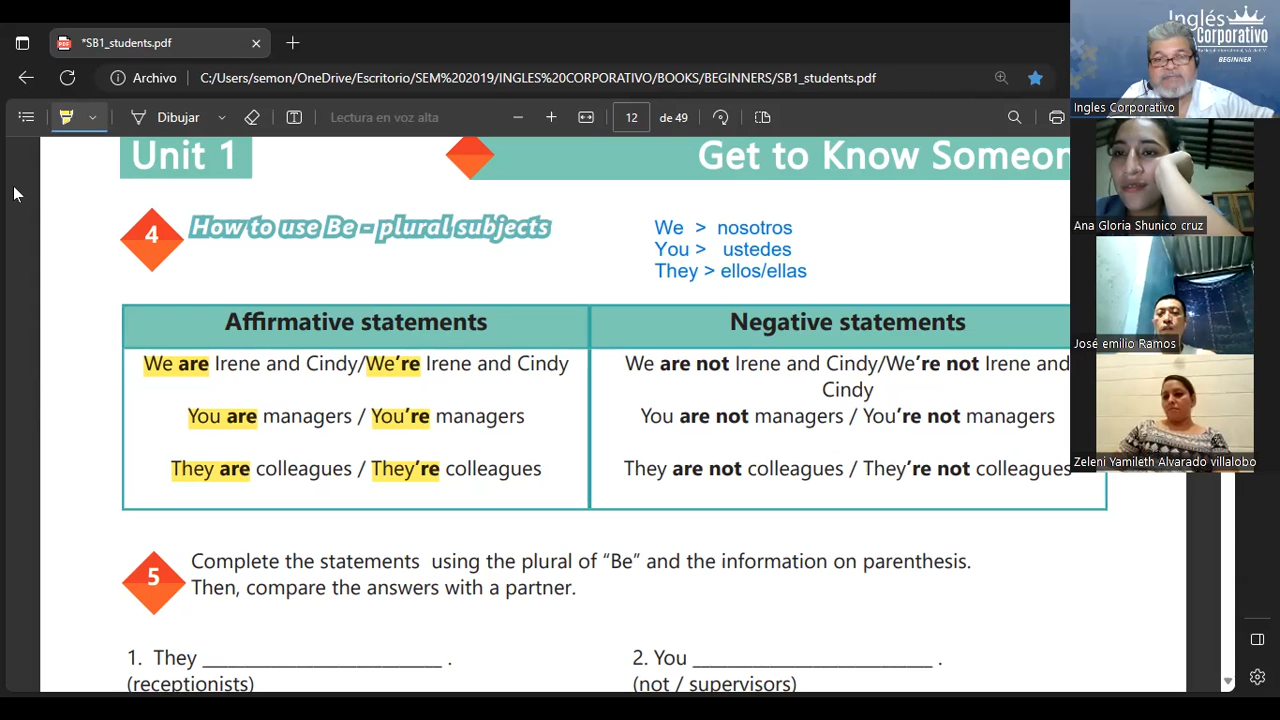 *SB1_students.pdf
Archivo
C:/Users/semon/OneDrive/Escritorio/SEM%202019/INGLES%20CORPORATIVO/BOOKS/BEGINNERS/SB1_students.pdf
Dibujar
Lectura en voz alta
12
de 49
Inglés
Corporativo
BEGINNER
Ingles Corporativo
Ana Gloria Shunico cruz
José emilio Ramos
Zeleni Yamileth Alvarado villalobo
Unit 1
Get to Know Someon
4
How to use Be - plural subjects
We > nosotros
You > ustedes
They > ellos/ellas
Affirmative statements
We are Irene and Cindy/We're Irene and Cindy
You are managers / You're managers
They are colleagues / They're colleagues
Negative statements
We are not Irene and Cindy/We're not Irene and
Cindy
You are not managers / You're not managers
They are not colleagues / They're not colleagues
5
Complete the statements using the plural of “Be” and the information on parenthesis.
Then, compare the answers with a partner.
1. They ________________________ .
(receptionists)
2. You ________________________ .
(not / supervisors)